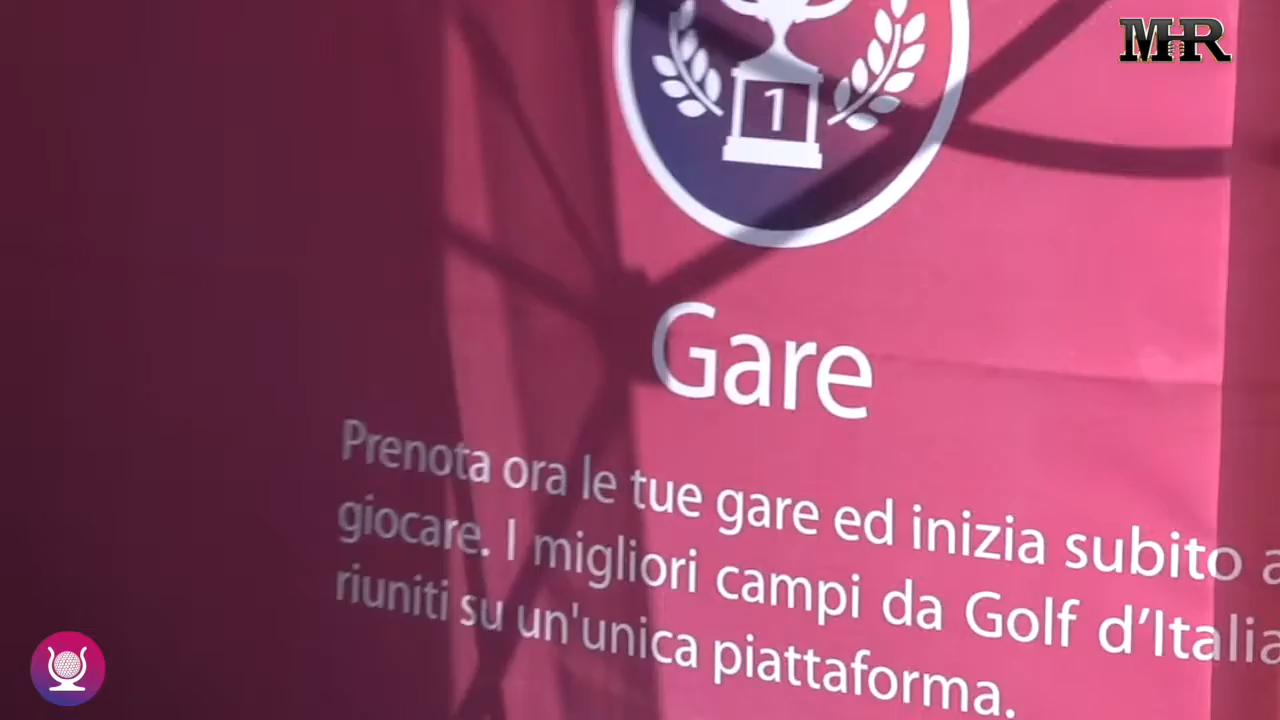 MHR
1
Gare
Prenota ora le tue gare ed inizia subito a
giocare. I migliori campi da Golf d'Italia
riuniti su un'unica piattaforma.